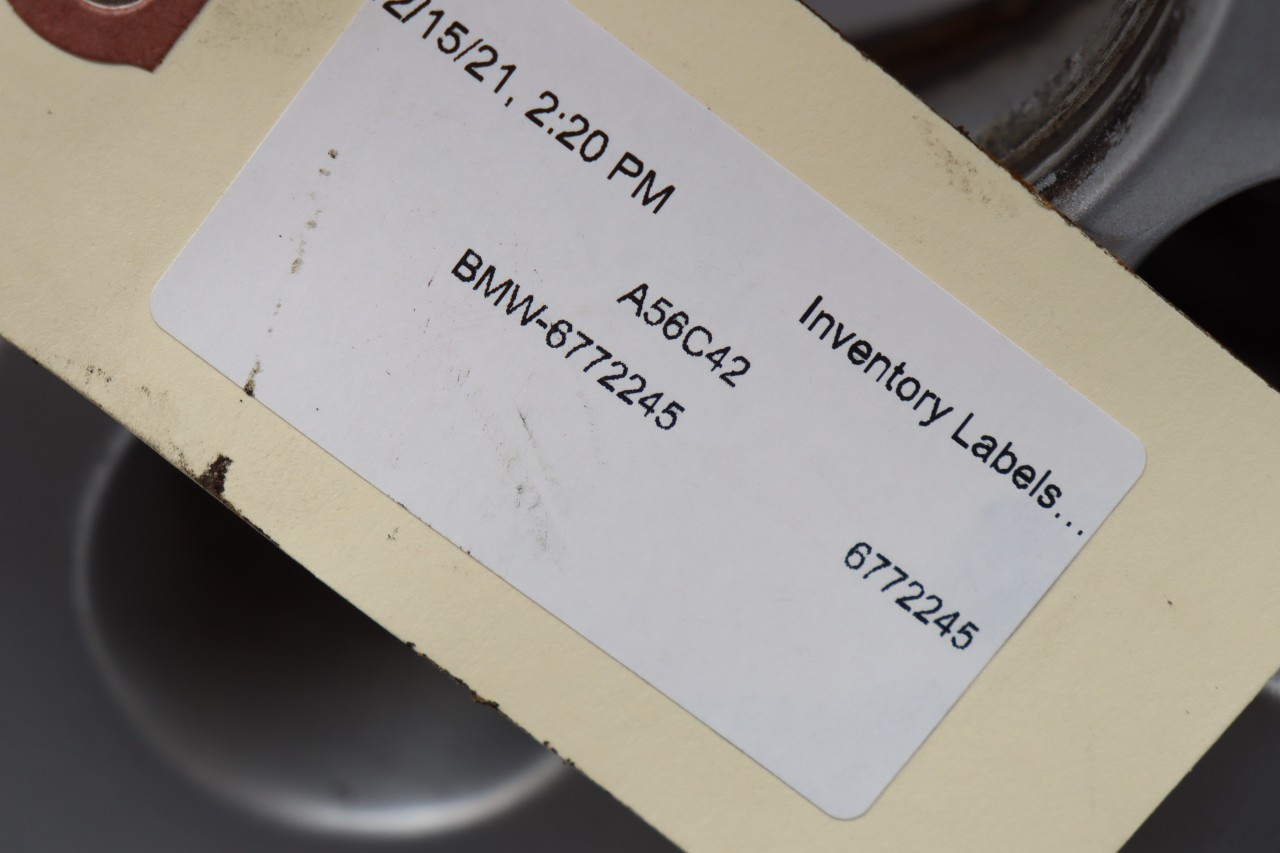 2/15/21, 2:20 PM
Inventory Labels...
A56C42
BMW-6772245
6772245